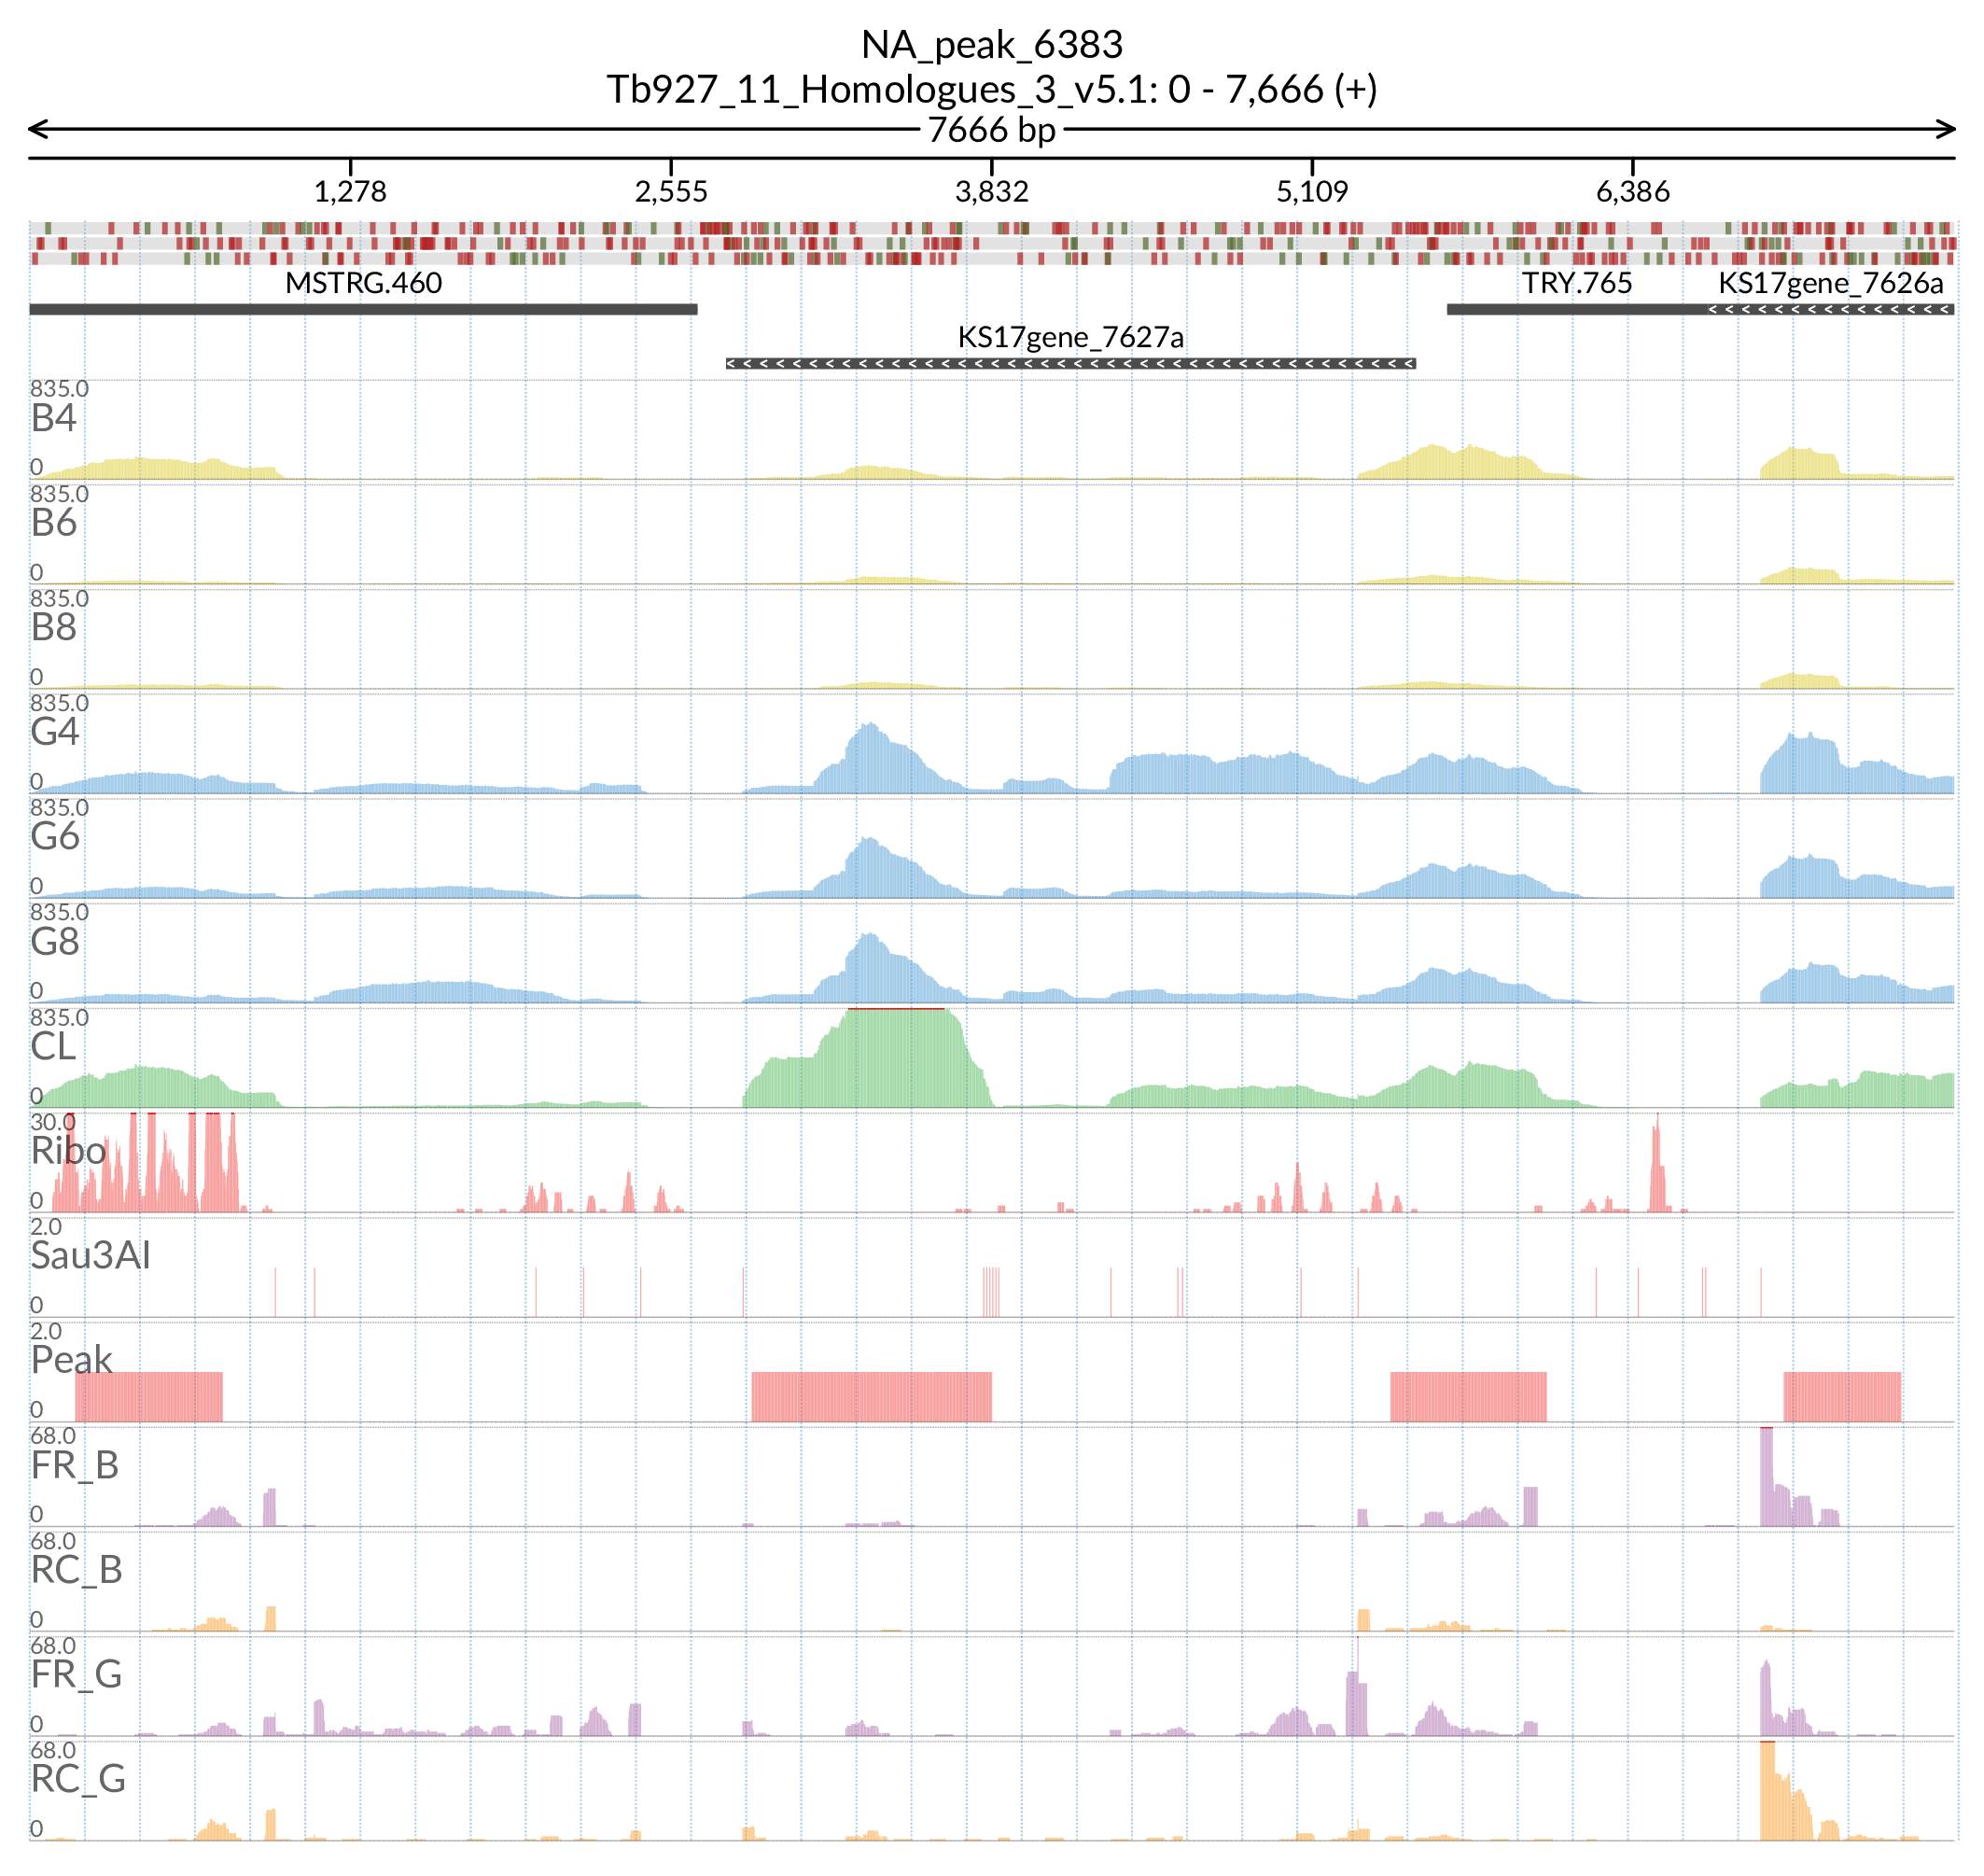 NA_peak_6383
Tb927_11_Homologues_3_v5.1: 0 - 7,666 (+)
7666 bp
1,278 2,555 3,832 5,109 6,386
MSTRG.460 TRY.765 KS17gene_7626a
KS17gene_7627a
835.0
B4
0
835.0
B6
0
835.0
B8
0
835.0
G4
0
835.0
G6
0
835.0
G8
0
835.0
CL
0
30.0
Ribo
0
2.0
Sau3AI
0
2.0
Peak
0
68.0
FR_B
0
68.0
RC_B
0
68.0
FR_G
0
68.0
RC_G
0